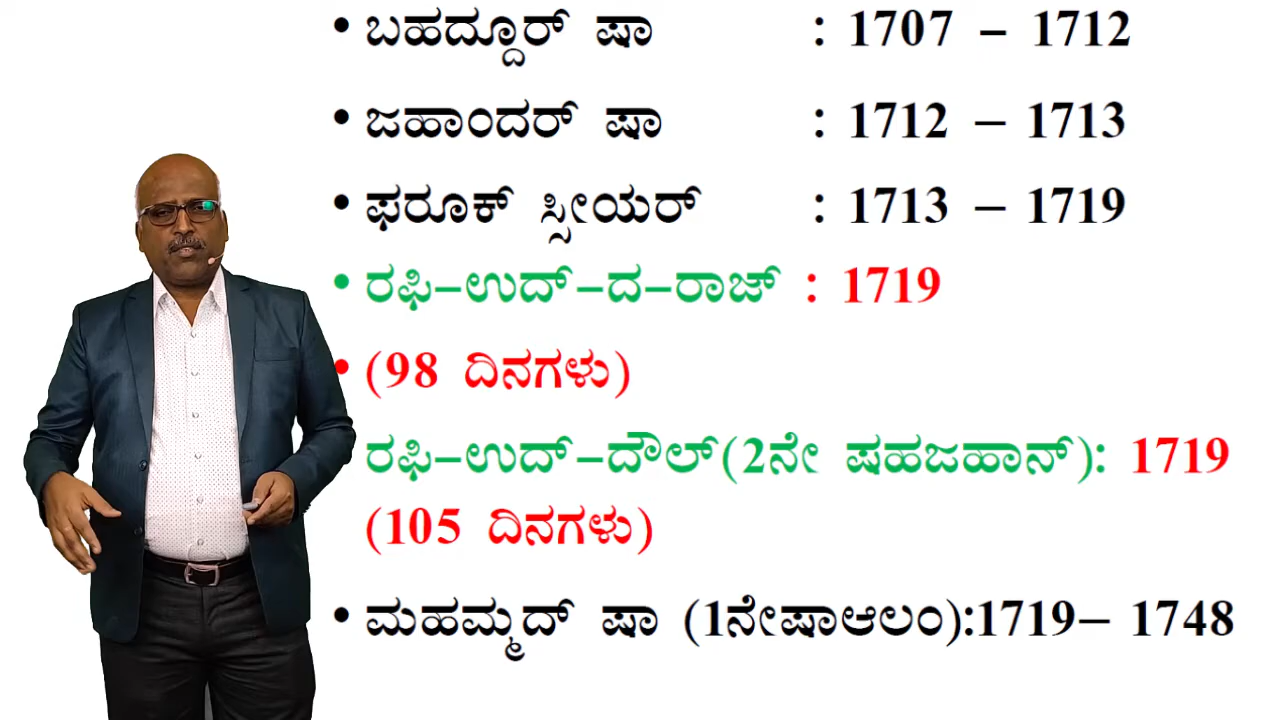 • ಬಹದ್ದೂರ್ ಷಾ : 1707 – 1712
• ಜಹಾಂದರ್ ಷಾ : 1712 – 1713
• ಫರೂಕ್ ಸ್ಸೀಯರ್ : 1713 – 1719
• ರಫಿ–ಉದ್–ದ–ರಾಜ್ : 1719
• (98 ದಿನಗಳು)
ರಫಿ–ಉದ್–ದೌಲ್(2ನೇ ಷಹಜಹಾನ್): 1719
(105 ದಿನಗಳು)
• ಮಹಮ್ಮದ್ ಷಾ (1ನೇಷಾಆಲಂ):1719– 1748